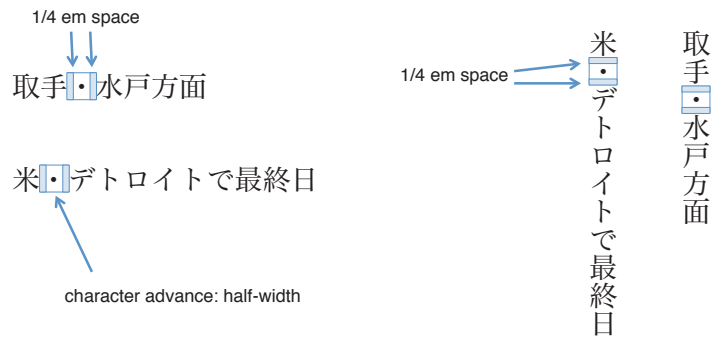 1/4 em space
取手・水戸方面
米・デトロイトで最終日
character advance: half-width
1/4 em space
取手・水戸方面
米・デトロイトで最終日